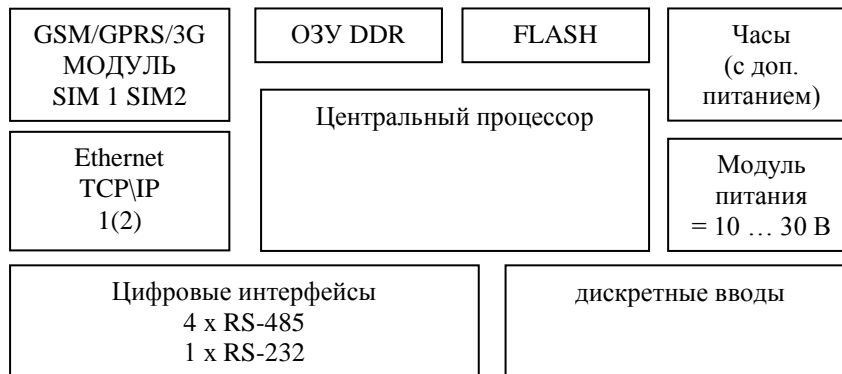 GSM/GPRS/3G
МОДУЛЬ
SIM 1 SIM2
ОЗУ DDR
FLASH
Часы
(с доп.
питанием)
Центральный процессор
Ethernet
TCP\IP
1(2)
Модуль
питания
= 10 … 30 В
Цифровые интерфейсы
4 x RS-485
1 x RS-232
дискретные вводы